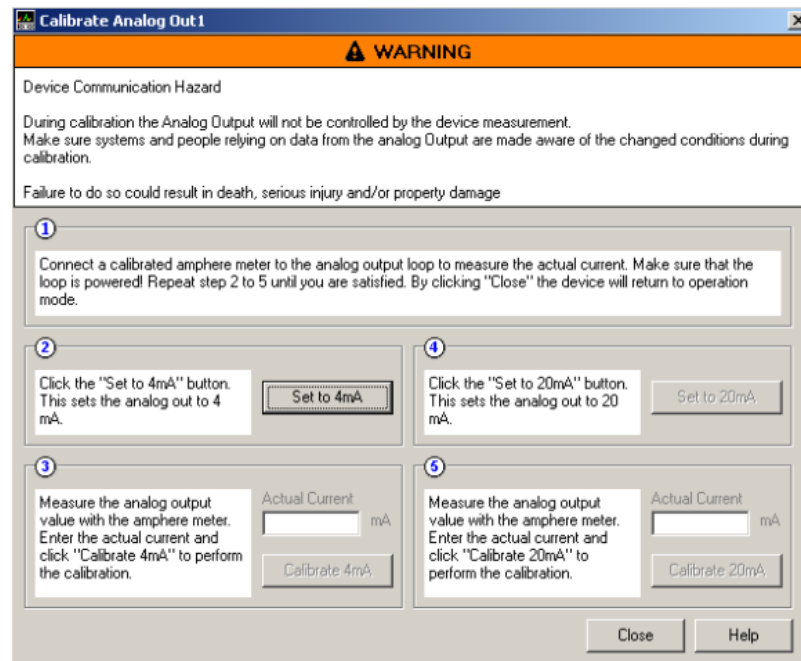 Calibrate Analog Out1
WARNING
Device Communication Hazard
During calibration the Analog Output will not be controlled by the device measurement.
Make sure systems and people relying on data from the analog Output are made aware of the changed conditions during
calibration.
Failure to do so could result in death, serious injury and/or property damage
1
Connect a calibrated amphere meter to the analog output loop to measure the actual current. Make sure that the
loop is powered! Repeat step 2 to 5 until you are satisfied. By clicking "Close" the device will return to operation
mode.
2
Click the "Set to 4mA" button.
This sets the analog out to 4
mA.
Set to 4mA
3
Measure the analog output
value with the amphere meter.
Enter the actual current and
click "Calibrate 4mA" to perform
the calibration.
Actual Current
mA
Calibrate 4mA
4
Click the "Set to 20mA" button.
This sets the analog out to 20
mA.
Set to 20mA
5
Measure the analog output
value with the amphere meter.
Enter the actual current and
click "Calibrate 20mA" to
perform the calibration.
Actual Current
mA
Calibrate 20mA
Close
Help